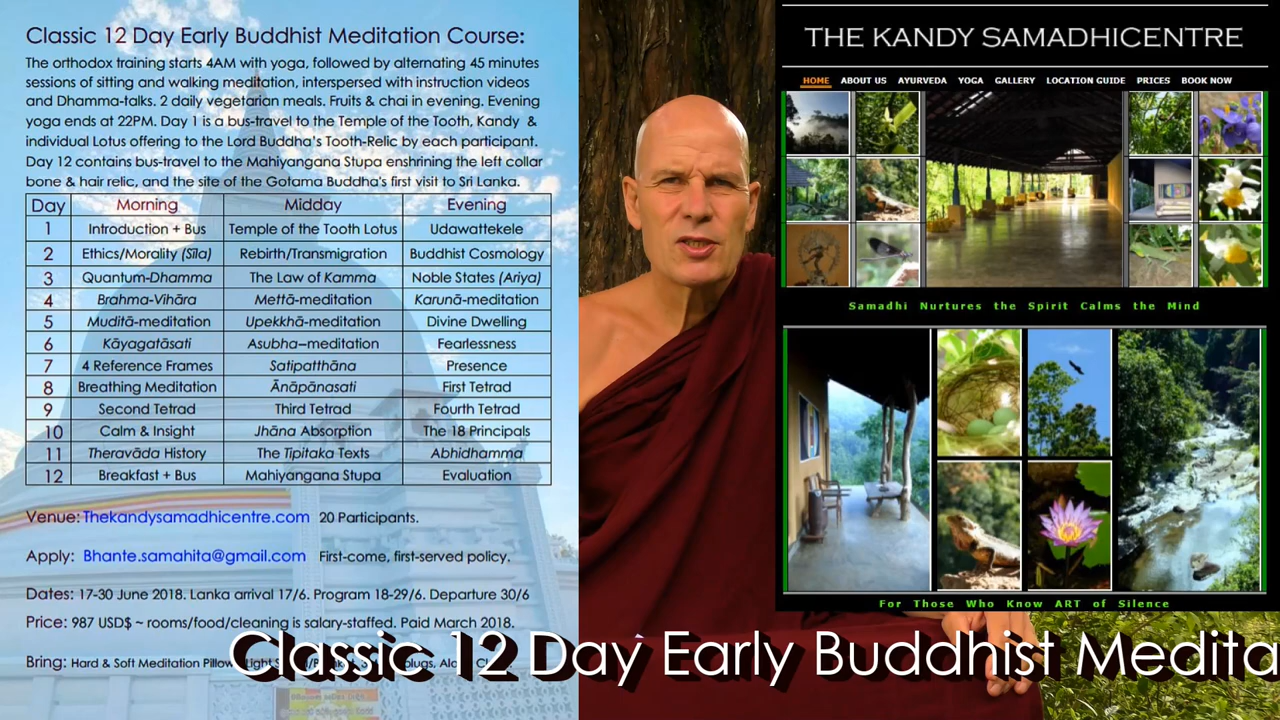 Classic 12 Day Early Buddhist Meditation Course:
The orthodox training starts 4AM with yoga, followed by alternating 45 minutes
sessions of sitting and walking meditation, interspersed with instruction videos
and Dhamma-talks. 2 daily vegetarian meals. Fruits & chai in evening. Evening
yoga ends at 22PM. Day 1 is a bus-travel to the Temple of the Tooth, Kandy &
individual Lotus offering to the Lord Buddha's Tooth-Relic by each participant.
Day 12 contains bus-travel to the Mahiyangana Stupa enshrining the left collar
bone & hair relic, and the site of the Gotama Buddha's first visit to Sri Lanka.
Day Morning Midday Evening
1 Introduction + Bus Temple of the Tooth Lotus Udawattekele
2 Ethics/Morality (Sīla) Rebirth/Transmigration Buddhist Cosmology
3 Quantum-Dhamma The Law of Kamma Noble States (Ariya)
4 Brahma-Vihāra Mettā-meditation Karunā-meditation
5 Muditā-meditation Upekkhā-meditation Divine Dwelling
6 Kāyagatāsati Asubha–meditation Fearlessness
7 4 Reference Frames Satipatthāna Presence
8 Breathing Meditation Ānāpānasati First Tetrad
9 Second Tetrad Third Tetrad Fourth Tetrad
10 Calm & Insight Jhāna Absorption The 18 Principals
11 Theravāda History The Tipitaka Texts Abhidhamma
12 Breakfast + Bus Mahiyangana Stupa Evaluation
Venue: Thekandysamadhicentre.com 20 Participants.
Apply: Bhante.samahita@gmail.com First-come, first-served policy.
Dates: 17-30 June 2018. Lanka arrival 17/6. Program 18-29/6. Departure 30/6
Price: 987 USD$ ~ rooms/food/cleaning is salary-staffed. Paid March 2018.
Bring: Hard & Soft Meditation Pillow
THE KANDY SAMADHICENTRE
HOME ABOUT US AYURVEDA YOGA GALLERY LOCATION GUIDE PRICES BOOK NOW
Samadhi Nurtures the Spirit Calms the Mind
For Those Who Know ART of Silence
Classic 12 Day Early Buddhist Medita